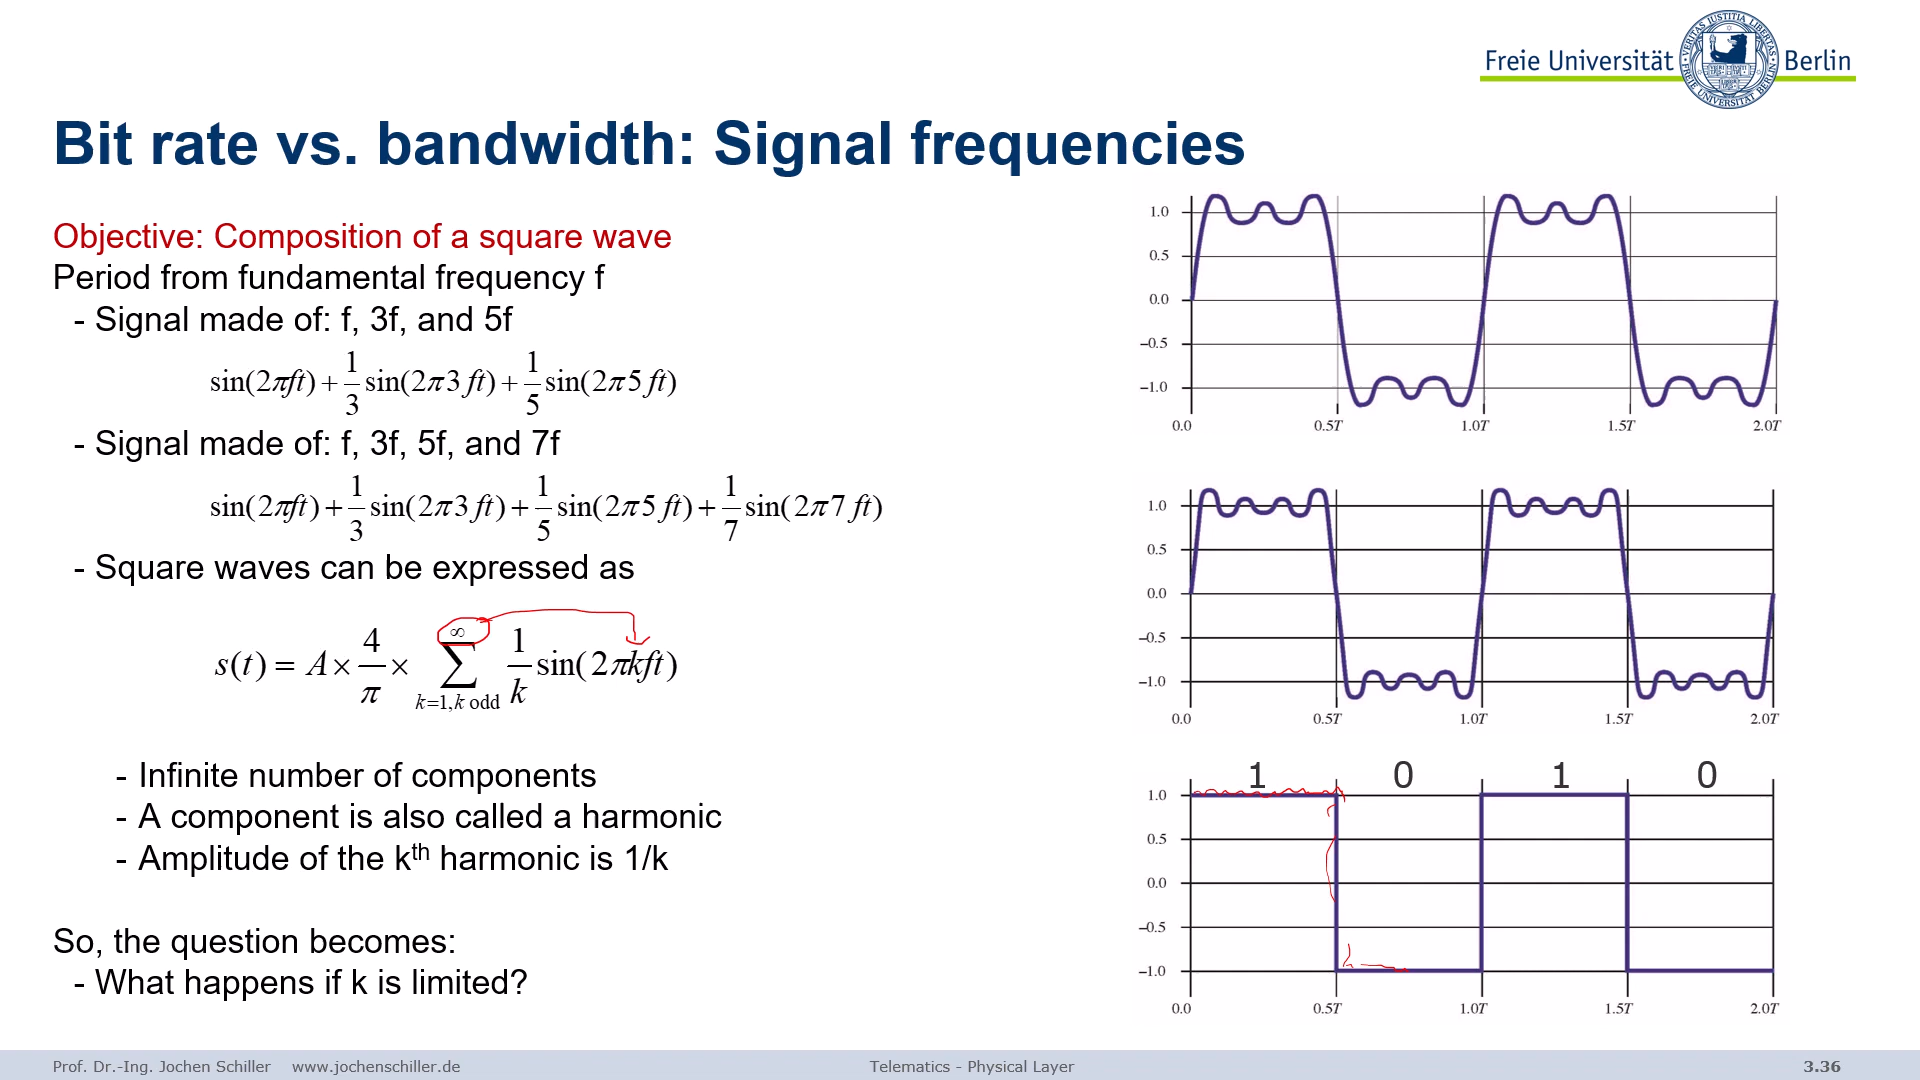 Freie Universität Berlin
Bit rate vs. bandwidth: Signal frequencies
Objective: Composition of a square wave
Period from fundamental frequency f
- Signal made of: f, 3f, and 5f
sin(2πft) + 1/3 sin(2π3ft) + 1/5 sin(2π5ft)
- Signal made of: f, 3f, 5f, and 7f
sin(2πft) + 1/3 sin(2π3ft) + 1/5 sin(2π5ft) + 1/7 sin(2π7ft)
- Square waves can be expressed as
s(t) = A × 4/π × ∑ k=1,k odd ∞ 1/k sin(2πkft)
- Infinite number of components
- A component is also called a harmonic
- Amplitude of the kth harmonic is 1/k
So, the question becomes:
- What happens if k is limited?
1.0
0.5
0.0
–0.5
–1.0
0.0 0.5T 1.0T 1.5T 2.0T
1.0
0.5
0.0
–0.5
–1.0
0.0 0.5T 1.0T 1.5T 2.0T
1 0 1 0
1.0
0.5
0.0
–0.5
–1.0
0.0 0.5T 1.0T 1.5T 2.0T
Prof. Dr.-Ing. Jochen Schiller www.jochenschiller.de Telematics - Physical Layer 3.36